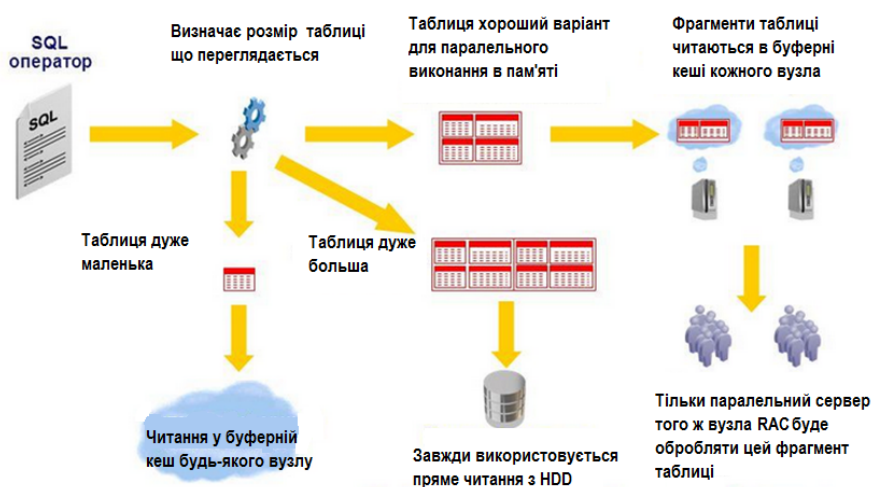 SQL
оператор
SQL
Визначає розмір таблиці
що переглядається
Таблиця хороший варіант
для паралельного
виконання в пам'яті
Фрагменти таблиці
читаються в буферні
кеші кожного вузла
Таблиця дуже
маленька
Таблиця дуже
больша
Читання у буферній
кеш будь-якого вузлу
Завжди використовується
пряме читання з HDD
Тільки паралельний сервер
того ж вузла RAC буде
обробляти цей фрагмент
таблиці